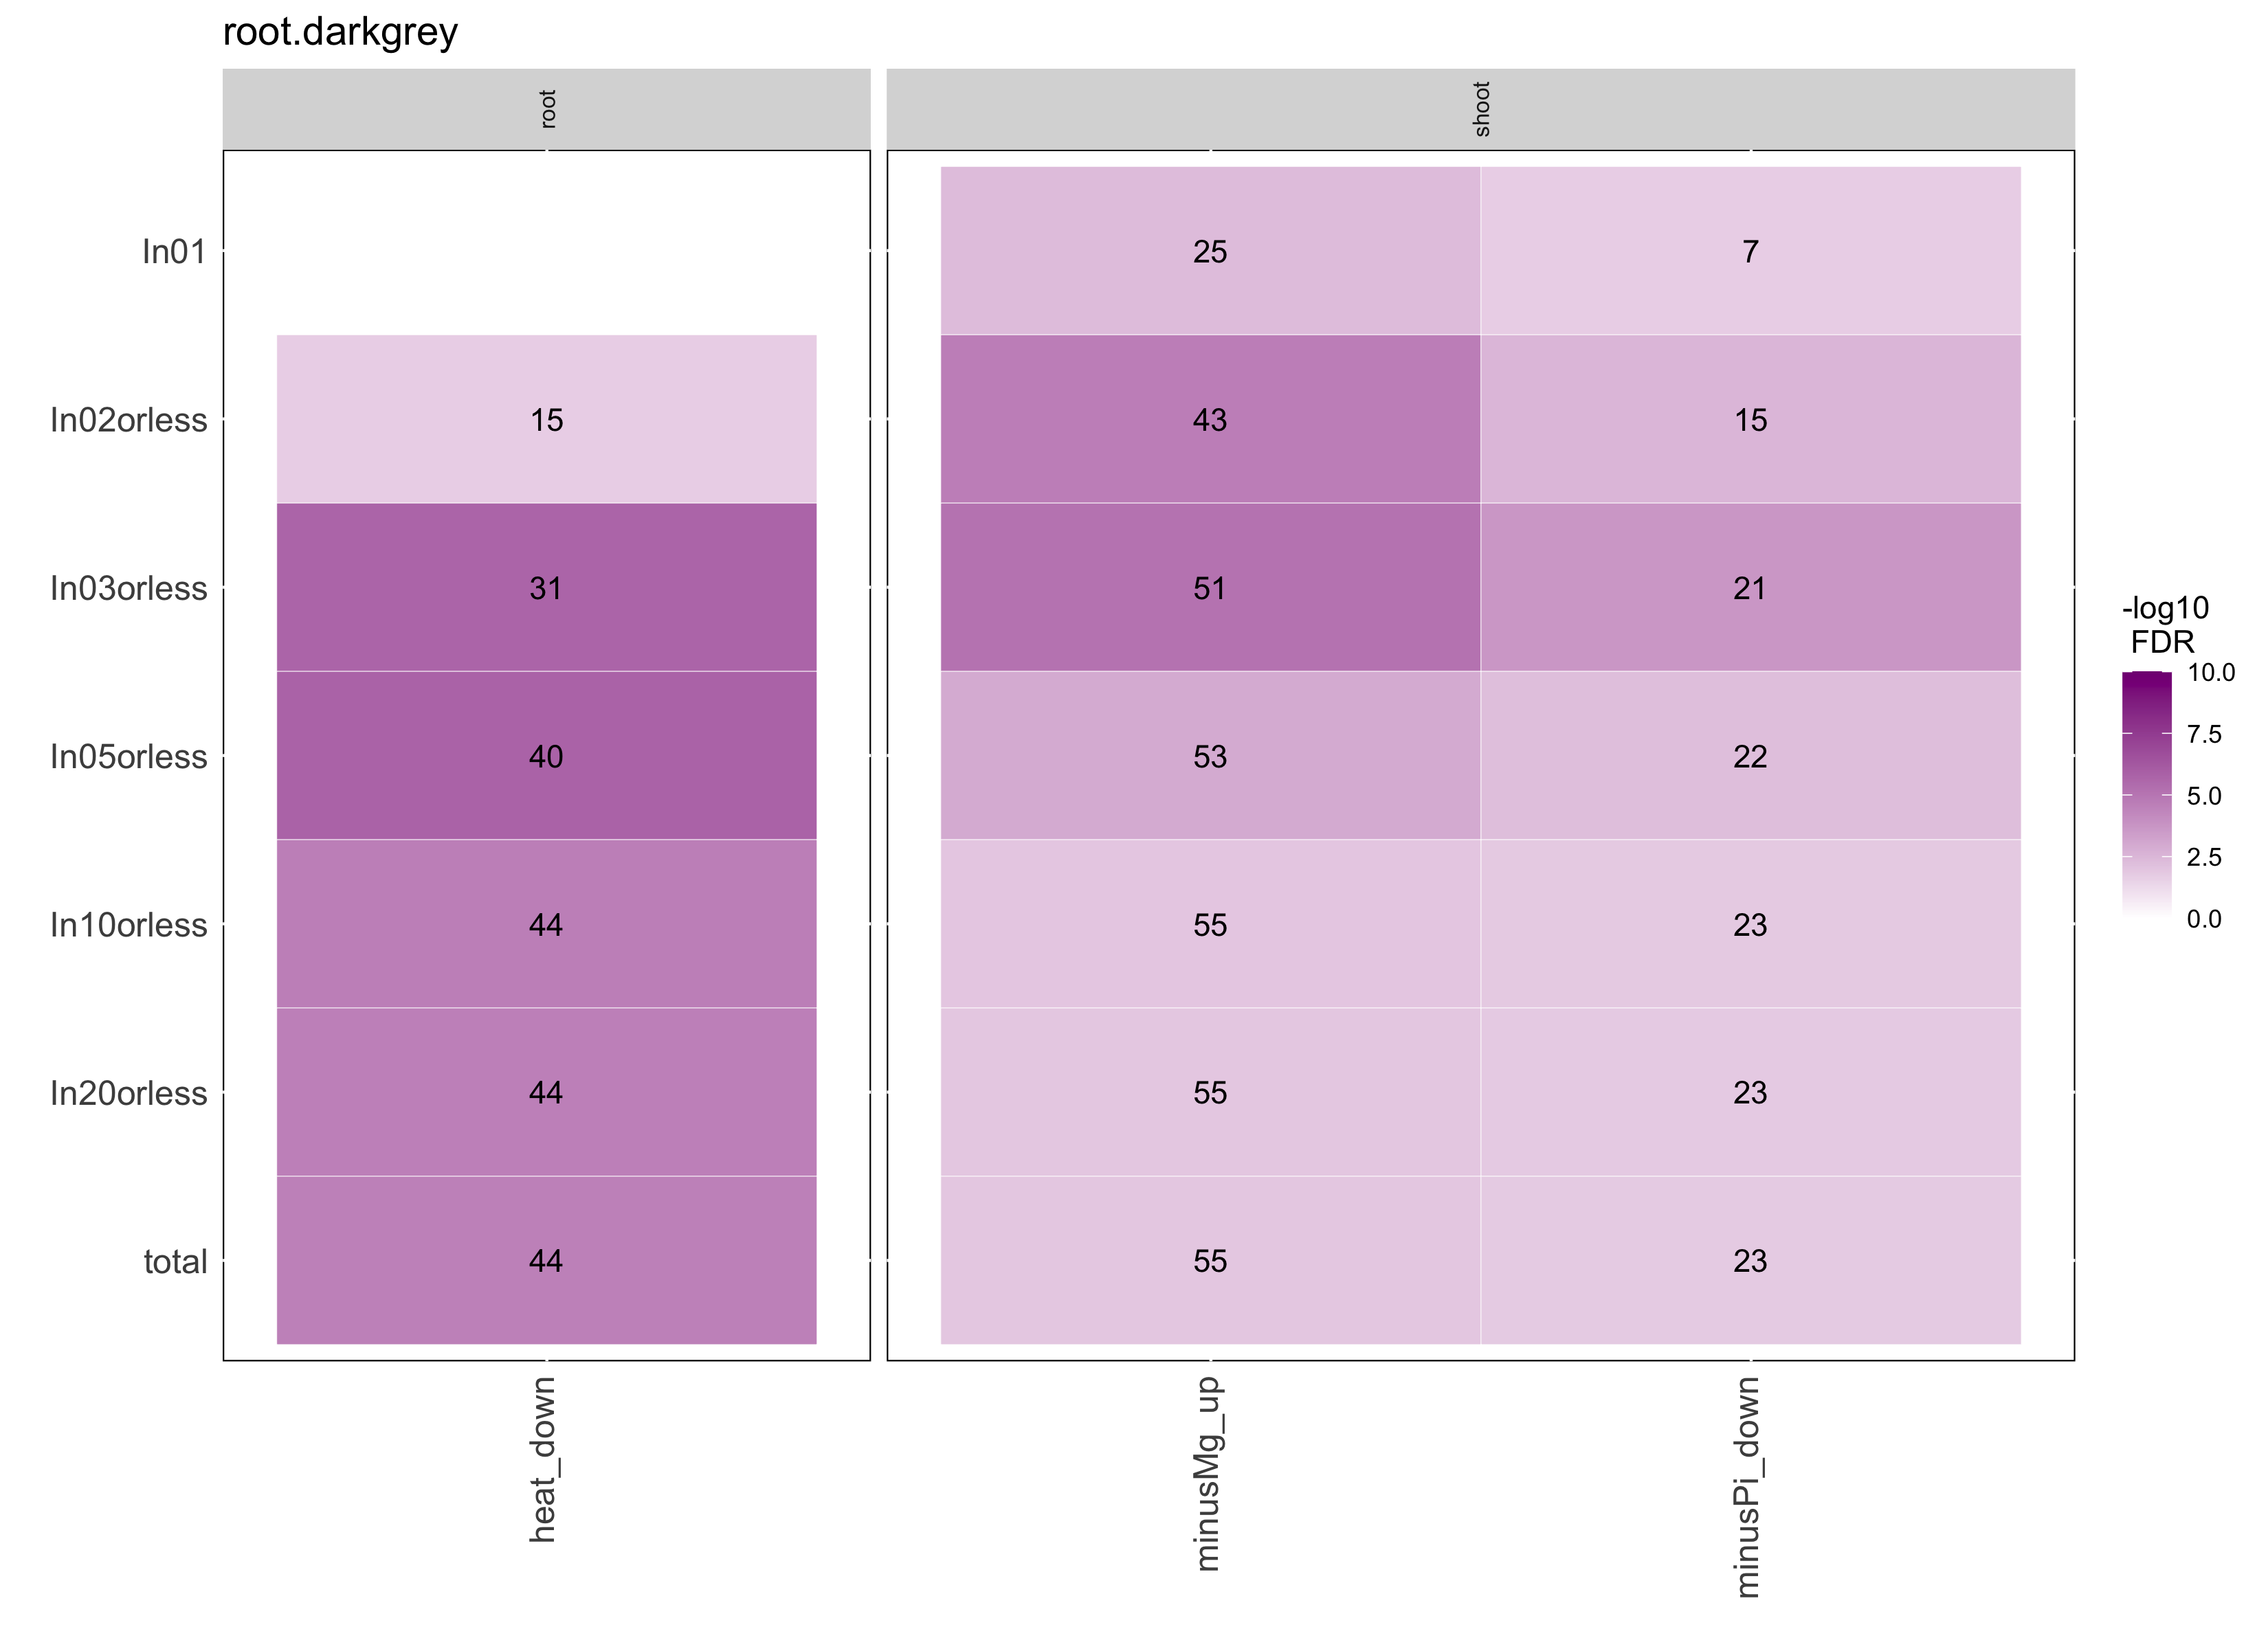 root.darkgrey
root
shoot
In01
25
7
In02orless
15
43
15
In03orless
31
51
21
In05orless
40
53
22
In10orless
44
55
23
In20orless
44
55
23
total
44
55
23
heat_down
minusMg_up
minusPi_down
-log10
FDR
10.0
7.5
5.0
2.5
0.0